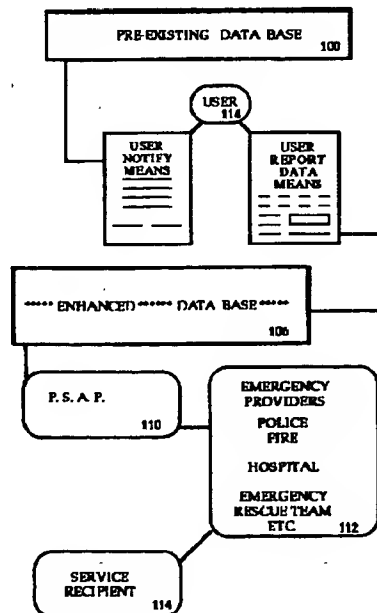 PRE-EXISTING DATA BASE
100
USER
114
USER
NOTIFY
MEANS
USER
REPORT
DATA
MEANS
••••• ENHANCED •••••• DATA BASE •••••
106
P. S. A. P.
110
EMERGENCY
PROVIDERS
POLICE
FIRE
HOSPITAL
EMERGENCY
RESCUE TEAM
ETC
112
SERVICE
RECIPIENT
114